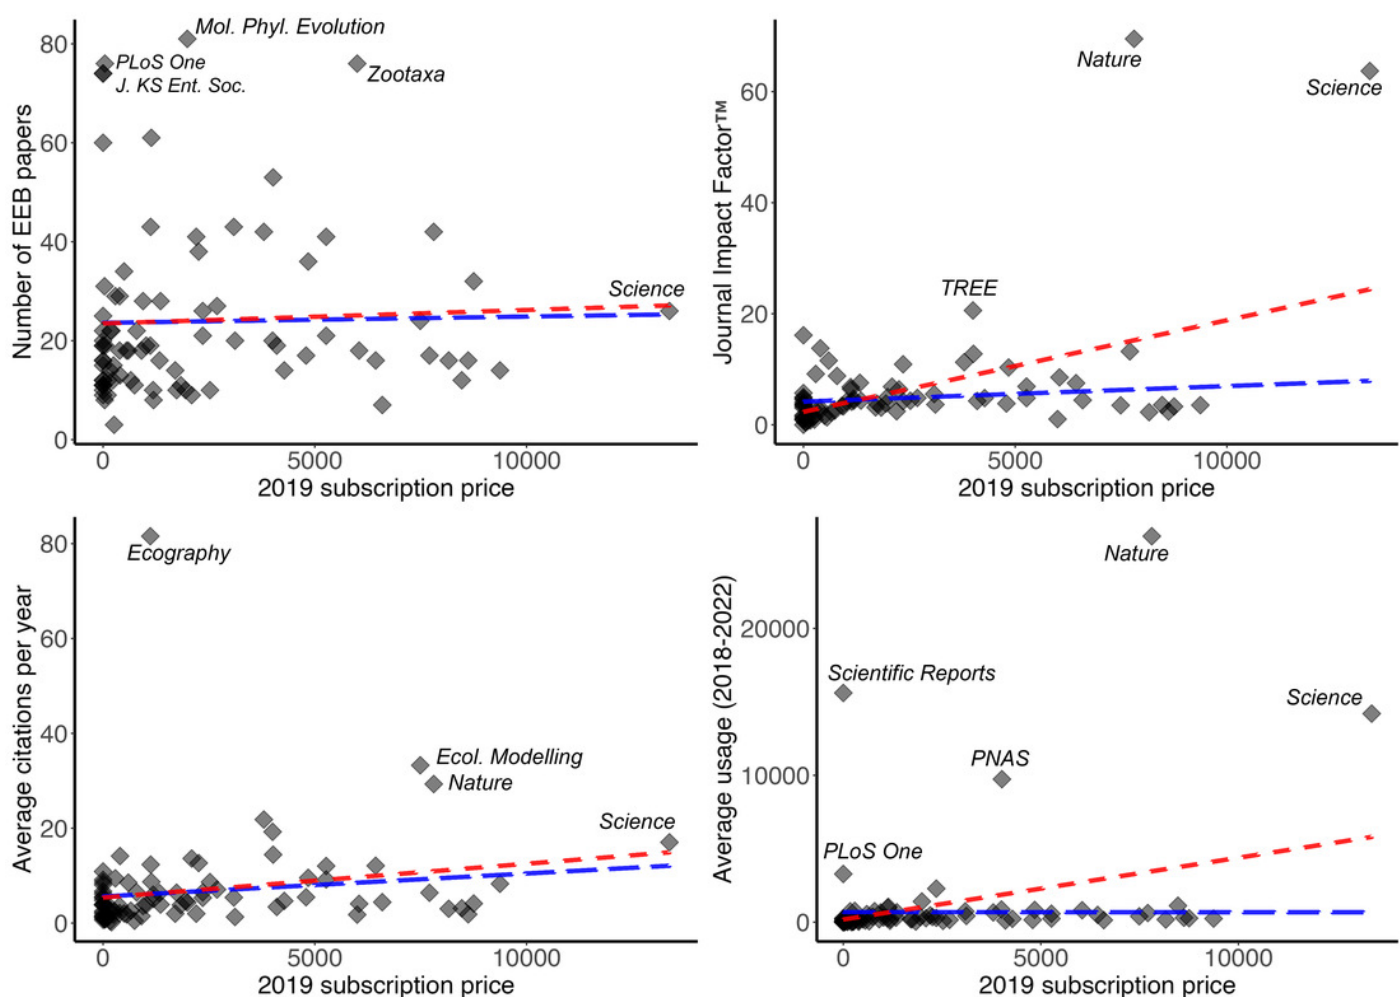 Number of EEB papers
80
60
40
20
0
Mol. Phyl. Evolution
PLoS One
J. KS Ent. Soc.
Zootaxa
Science
0
5000
10000
2019 subscription price
Journal Impact Factor™
60
40
20
0
Nature
Science
TREE
0
5000
10000
2019 subscription price
Average citations per year
80
60
40
20
0
Ecography
Ecol. Modelling
Nature
Science
0
5000
10000
2019 subscription price
Average usage (2018-2022)
20000
10000
0
Nature
Scientific Reports
Science
PNAS
PLoS One
0
5000
10000
2019 subscription price